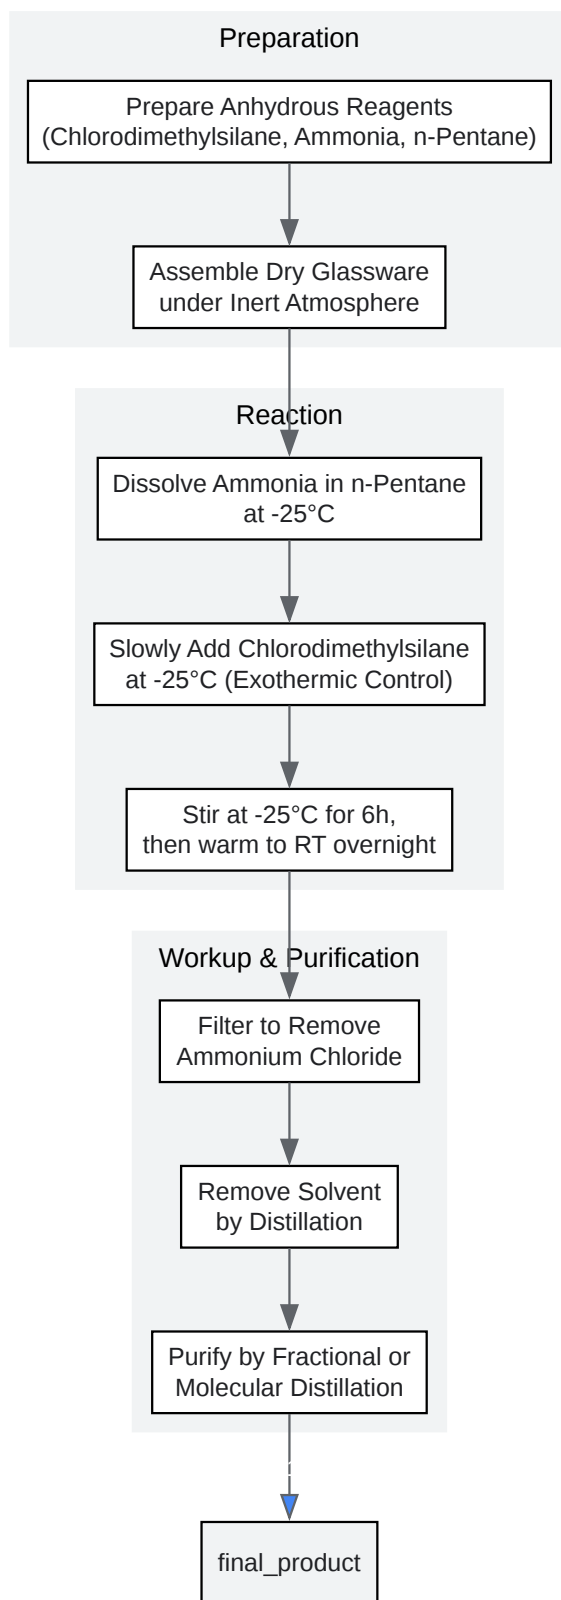 Preparation
Prepare Anhydrous Reagents
(Chlorodimethylsilane, Ammonia, n-Pentane)
Assemble Dry Glassware
under Inert Atmosphere
Reaction
Dissolve Ammonia in n-Pentane
at -25°C
Slowly Add Chlorodimethylsilane
at -25°C (Exothermic Control)
Stir at -25°C for 6h,
then warm to RT overnight
Workup & Purification
Filter to Remove
Ammonium Chloride
Remove Solvent
by Distillation
Purify by Fractional or
Molecular Distillation
final_product